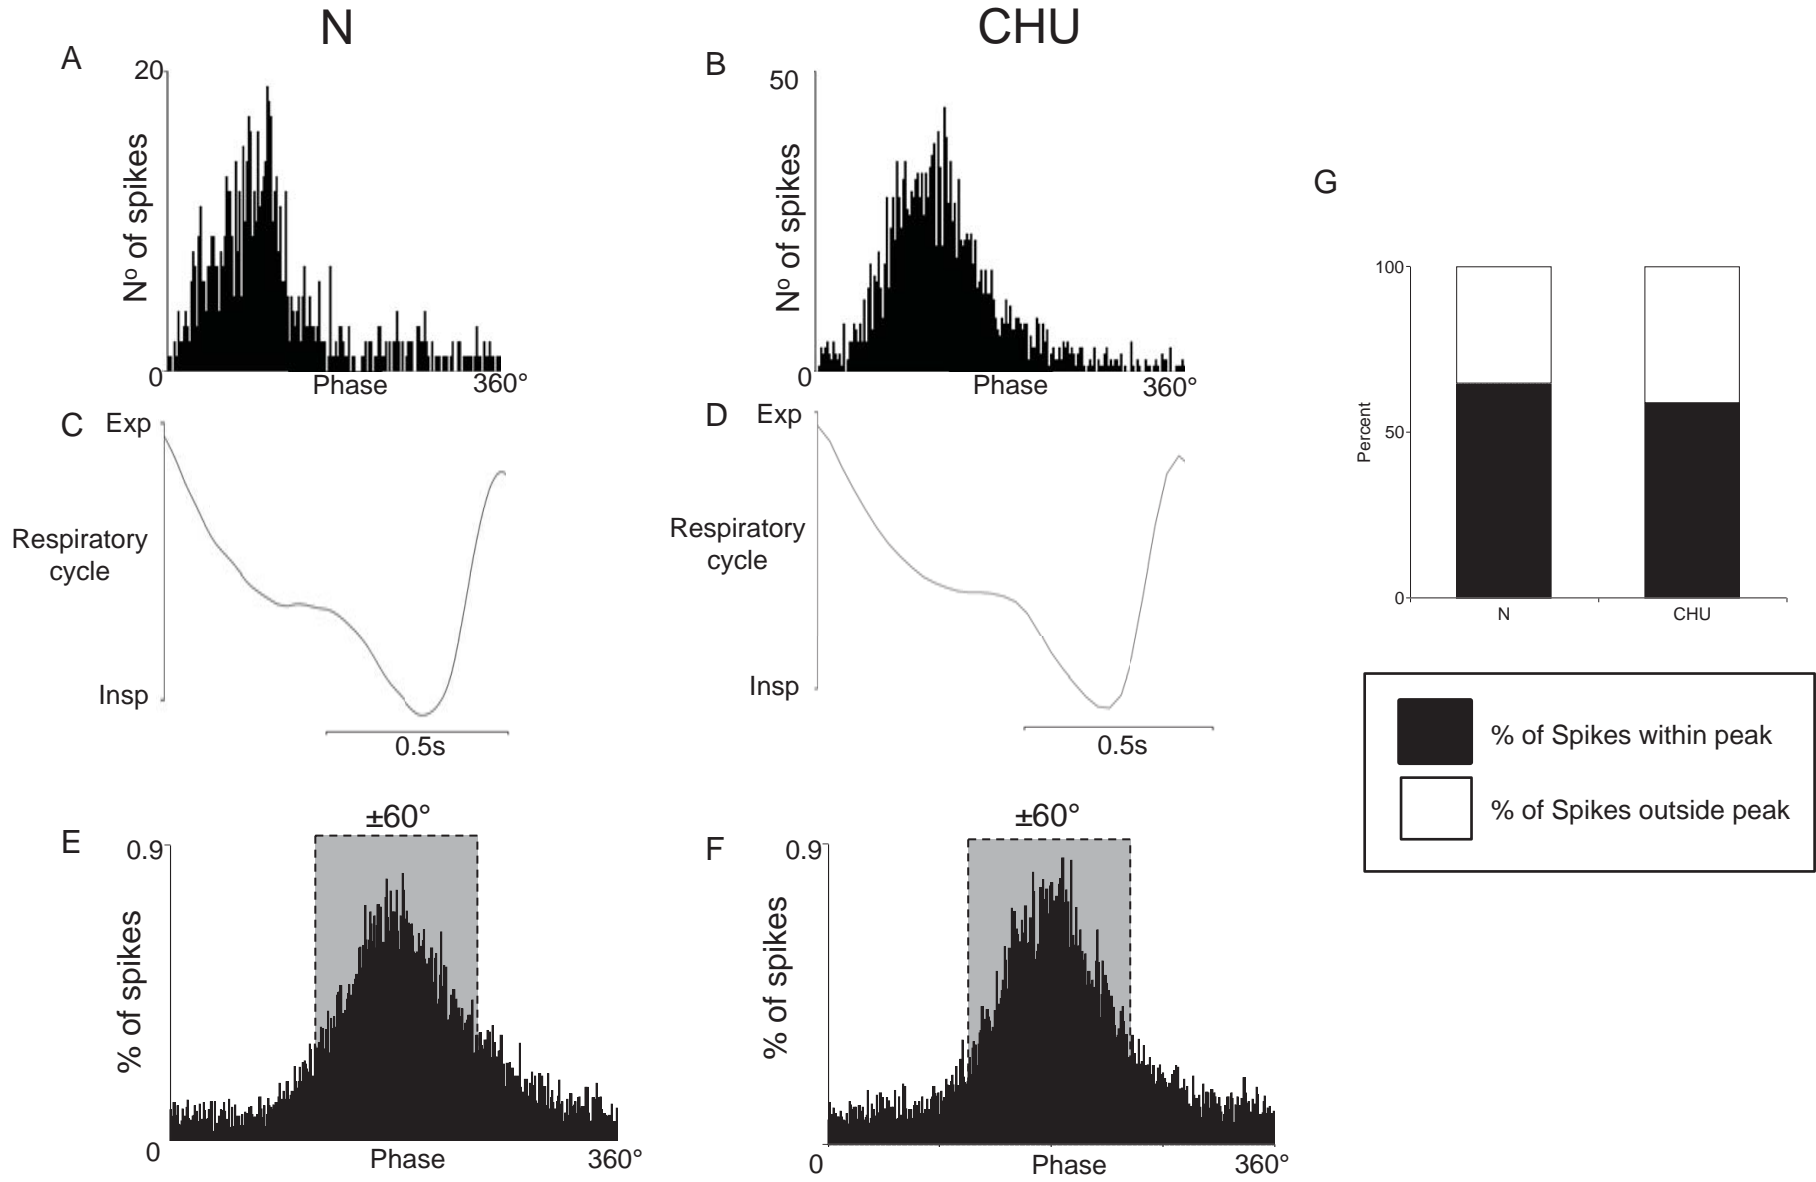 N
CHU
A
20
Nº of spikes
0
Phase
360°
B
50
Nº of spikes
0
Phase
360°
C
Exp
Respiratory
cycle
Insp
0.5s
D
Exp
Respiratory
cycle
Insp
0.5s
E
±60°
0.9
% of spikes
0
Phase
360°
F
±60°
0.9
% of spikes
0
Phase
360°
G
100
50
0
Percent
N
CHU
% of Spikes within peak
% of Spikes outside peak